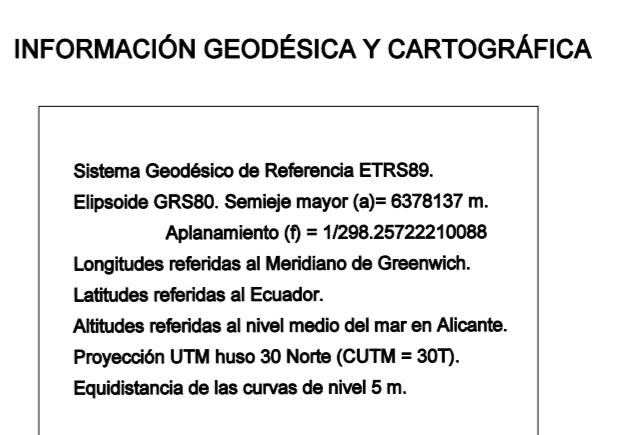 INFORMACIÓN GEODÉSICA Y CARTOGRÁFICA
Sistema Geodésico de Referencia ETRS89.
Elipsoide GRS80. Semieje mayor (a)= 6378137 m.
Aplanamiento (f) = 1/298.25722210088
Longitudes referidas al Meridiano de Greenwich.
Latitudes referidas al Ecuador.
Altitudes referidas al nivel medio del mar en Alicante.
Proyección UTM huso 30 Norte (CUTM = 30T).
Equidistancia de las curvas de nivel 5 m.